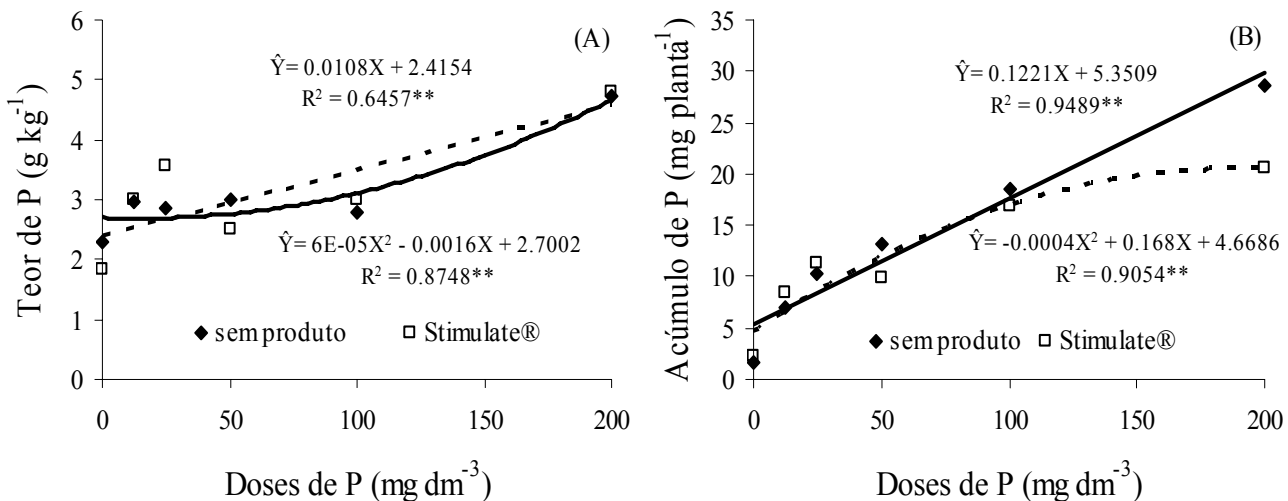 (A)
Ŷ= 0.0108X + 2.4154
R² = 0.6457**
Ŷ= 6E-05X² - 0.0016X + 2.7002
R² = 0.8748**
sem produto
Stimulate®
Teor de P (g kg⁻¹)
6
5
4
3
2
1
0
0 50 100 150 200
Doses de P (mg dm⁻³)
(B)
Ŷ= 0.1221X + 5.3509
R² = 0.9489**
Ŷ= -0.0004X² + 0.168X + 4.6686
R² = 0.9054**
sem produto
Stimulate®
Acúmulo de P (mg planta⁻¹)
35
30
25
20
15
10
5
0
0 50 100 150 200
Doses de P (mg dm⁻³)